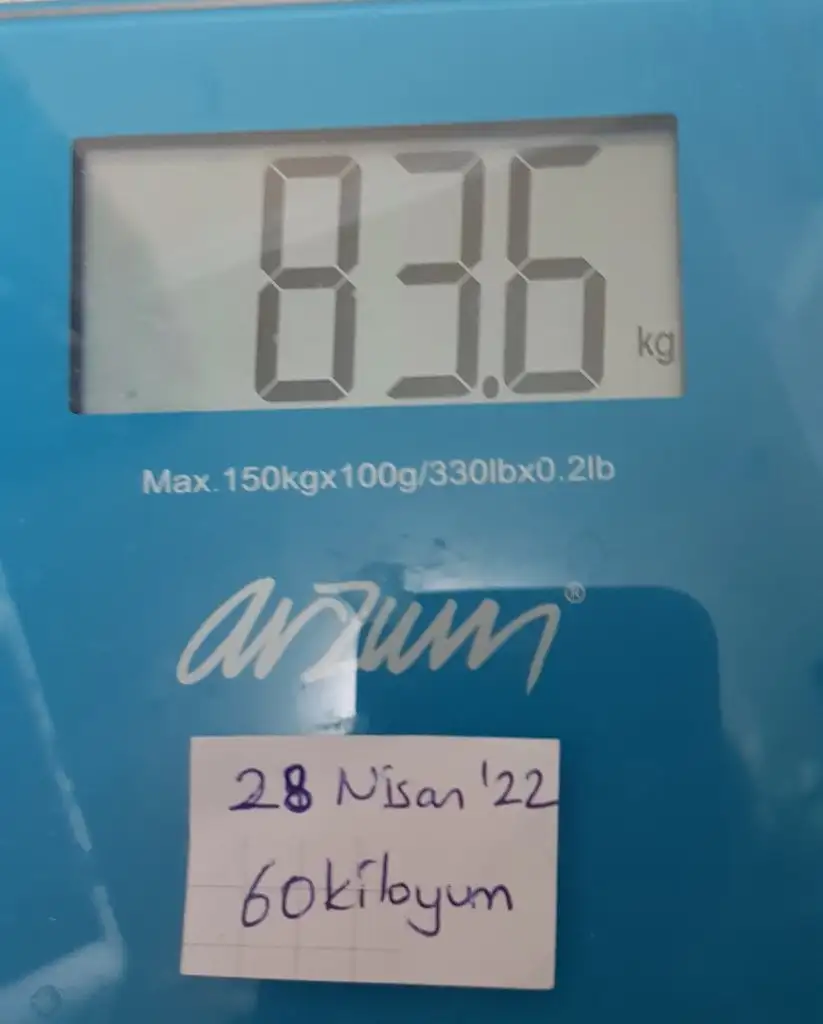 83.6
kg
Max.150kgx100g/330lbx0.2lb
arzum®
28 Nisan '22
60 kiloyum